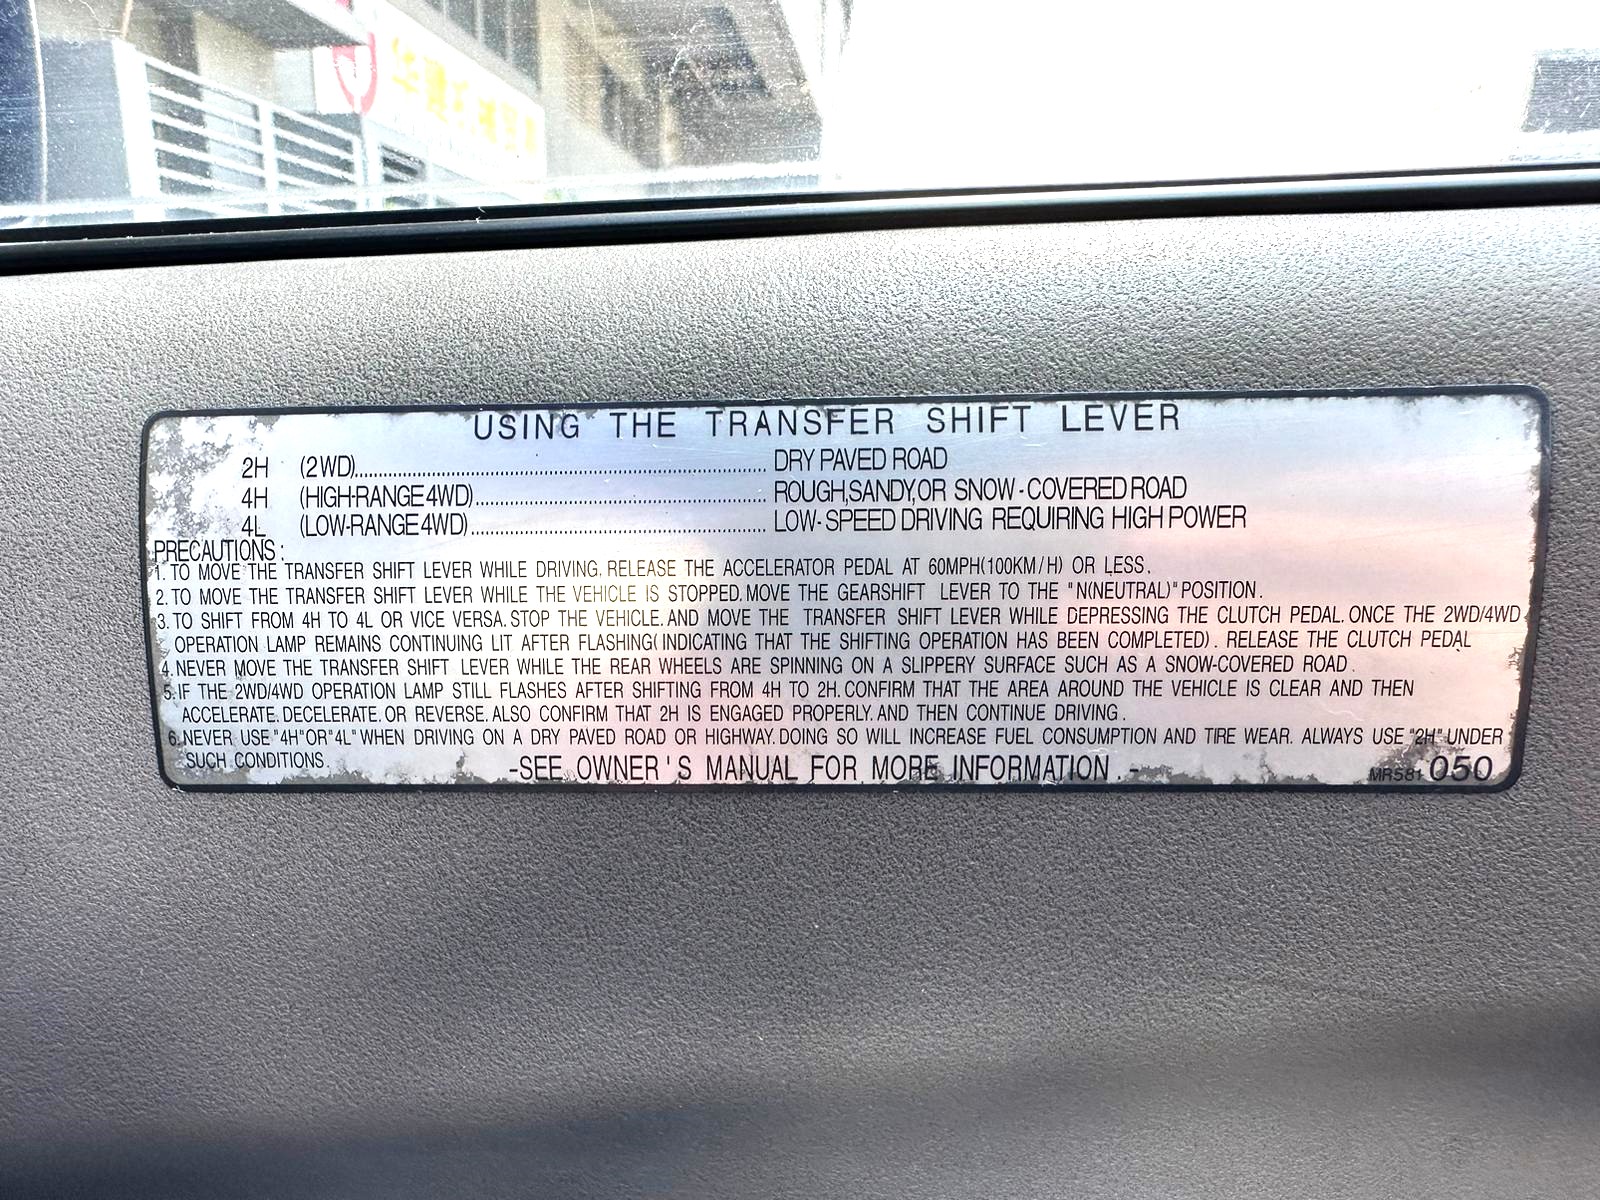 USING THE TRANSFER SHIFT LEVER
2H (2WD)........................ DRY PAVED ROAD
4H (HIGH-RANGE 4WD)........................ ROUGH,SANDY,OR SNOW-COVERED ROAD
4L (LOW-RANGE 4WD)........................ LOW-SPEED DRIVING REQUIRING HIGH POWER
PRECAUTIONS:
1. TO MOVE THE TRANSFER SHIFT LEVER WHILE DRIVING, RELEASE THE ACCELERATOR PEDAL AT 60MPH(100KM/H) OR LESS.
2. TO MOVE THE TRANSFER SHIFT LEVER WHILE THE VEHICLE IS STOPPED. MOVE THE GEARSHIFT LEVER TO THE "N(NEUTRAL)" POSITION.
3. TO SHIFT FROM 4H TO 4L OR VICE VERSA. STOP THE VEHICLE. AND MOVE THE TRANSFER SHIFT LEVER WHILE DEPRESSING THE CLUTCH PEDAL. ONCE THE 2WD/4WD
OPERATION LAMP REMAINS CONTINUING LIT AFTER FLASHING(INDICATING THAT THE SHIFTING OPERATION HAS BEEN COMPLETED). RELEASE THE CLUTCH PEDAL
4. NEVER MOVE THE TRANSFER SHIFT LEVER WHILE THE REAR WHEELS ARE SPINNING ON A SLIPPERY SURFACE SUCH AS A SNOW-COVERED ROAD.
5. IF THE 2WD/4WD OPERATION LAMP STILL FLASHES AFTER SHIFTING FROM 4H TO 2H. CONFIRM THAT THE AREA AROUND THE VEHICLE IS CLEAR AND THEN
ACCELERATE. DECELERATE. OR REVERSE. ALSO CONFIRM THAT 2H IS ENGAGED PROPERLY. AND THEN CONTINUE DRIVING.
6. NEVER USE "4H" OR "4L" WHEN DRIVING ON A DRY PAVED ROAD OR HIGHWAY. DOING SO WILL INCREASE FUEL CONSUMPTION AND TIRE WEAR. ALWAYS USE "2H" UNDER
SUCH CONDITIONS.
-SEE OWNER'S MANUAL FOR MORE INFORMATION.-
MR581 050